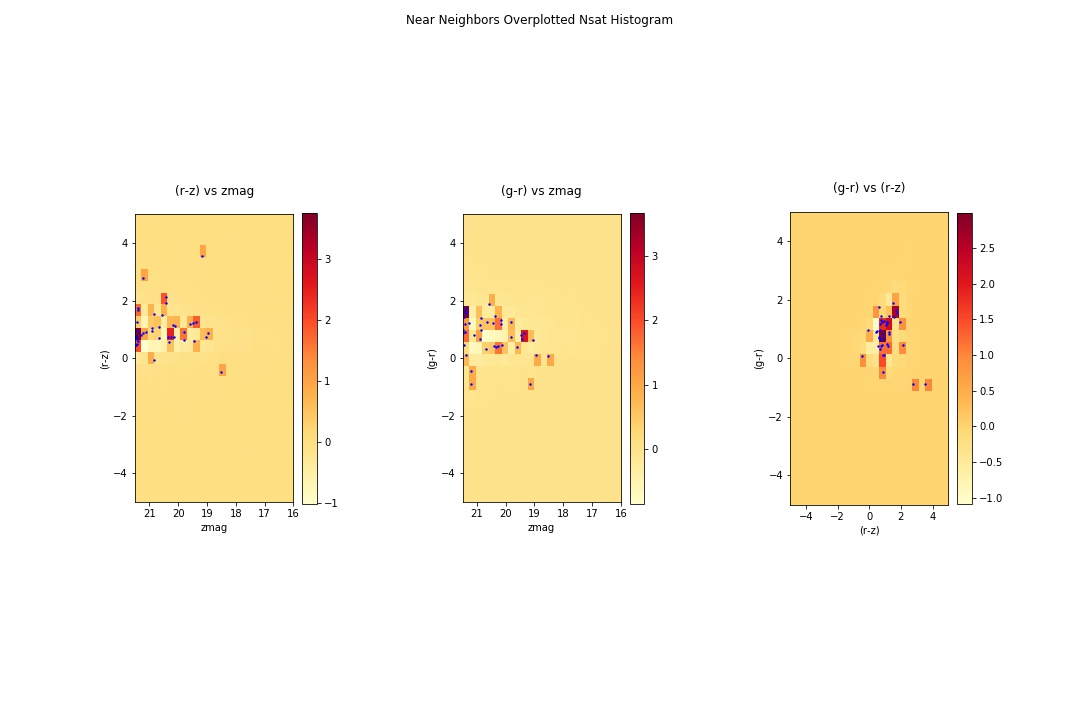 Near Neighbors Overplotted Nsat Histogram
(r-z) vs zmag
(g-r) vs zmag
(g-r) vs (r-z)
4
2
0
−2
−4
(r-z)
21 20 19 18 17 16
zmag
3
2
1
0
−1
4
2
0
−2
−4
(g-r)
21 20 19 18 17 16
zmag
3
2
1
0
4
2
0
−2
−4
(g-r)
−4 −2 0 2 4
(r-z)
2.5
2.0
1.5
1.0
0.5
0.0
−0.5
−1.0